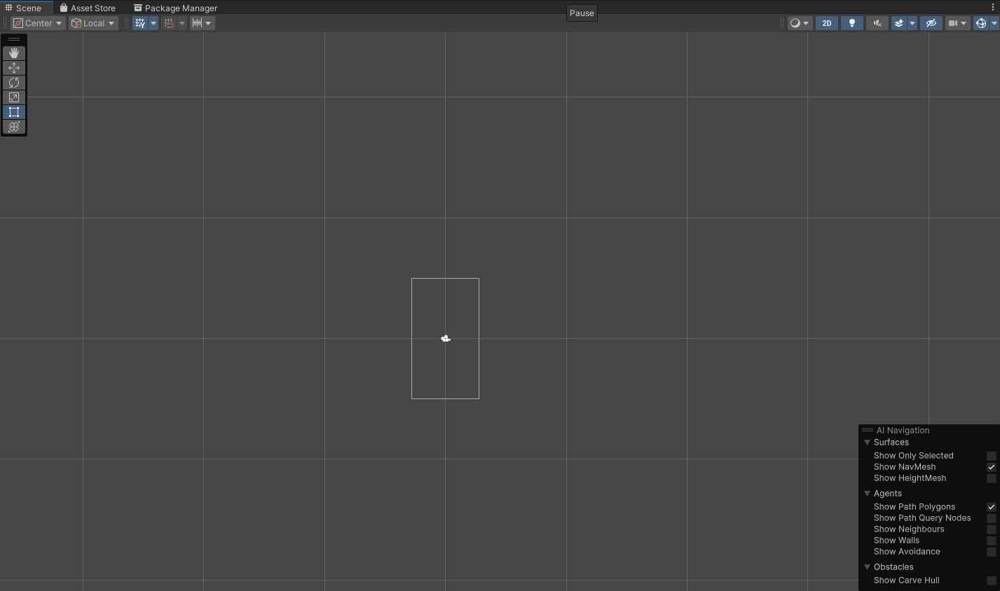 Scene
Asset Store
Package Manager
Pause
Center
Local
2D
AI Navigation
Surfaces
Show Only Selected
Show NavMesh
Show HeightMesh
Agents
Show Path Polygons
Show Path Query Nodes
Show Neighbours
Show Walls
Show Avoidance
Obstacles
Show Carve Hull